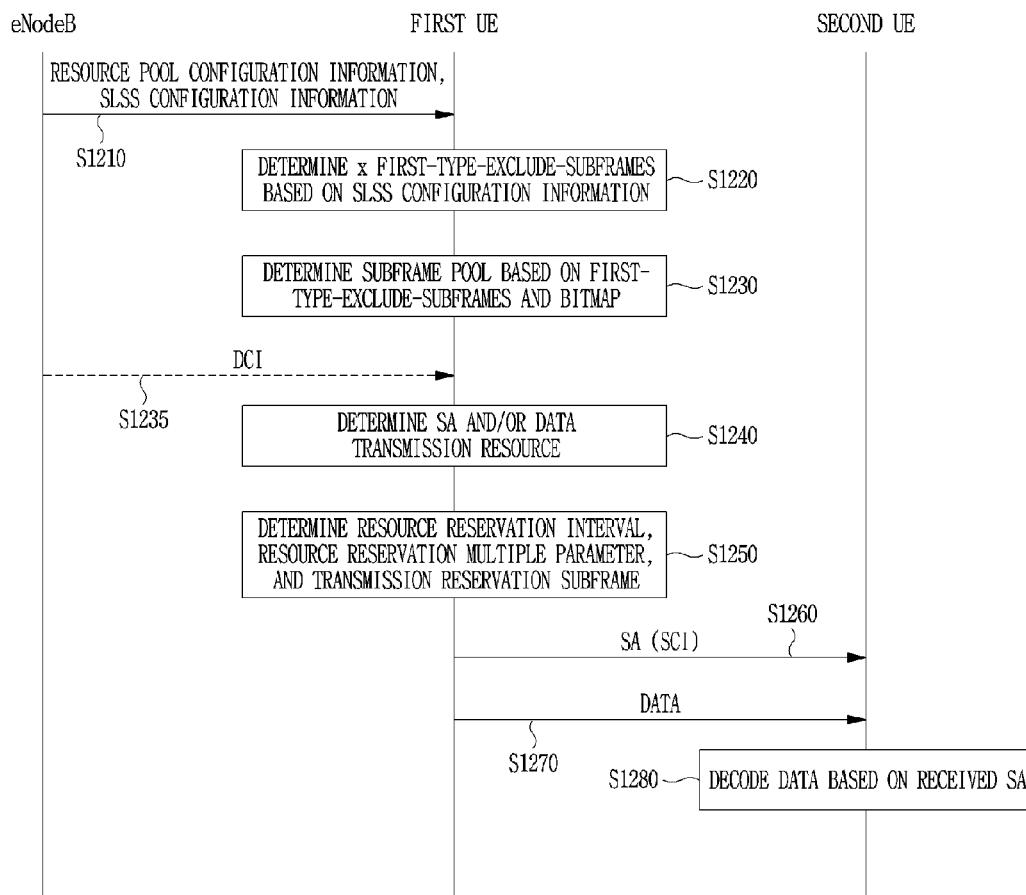 eNodeB
FIRST UE
SECOND UE
RESOURCE POOL CONFIGURATION INFORMATION,
SLSS CONFIGURATION INFORMATION
S1210
DETERMINE x FIRST-TYPE-EXCLUDE-SUBFRAMES
BASED ON SLSS CONFIGURATION INFORMATION
S1220
DETERMINE SUBFRAME POOL BASED ON FIRST-
TYPE-EXCLUDE-SUBFRAMES AND BITMAP
S1230
DCI
S1235
DETERMINE SA AND/OR DATA
TRANSMISSION RESOURCE
S1240
DETERMINE RESOURCE RESERVATION INTERVAL,
RESOURCE RESERVATION MULTIPLE PARAMETER,
AND TRANSMISSION RESERVATION SUBFRAME
S1250
S1260
SA (SCI)
DATA
S1270
S1280
DECODE DATA BASED ON RECEIVED SA